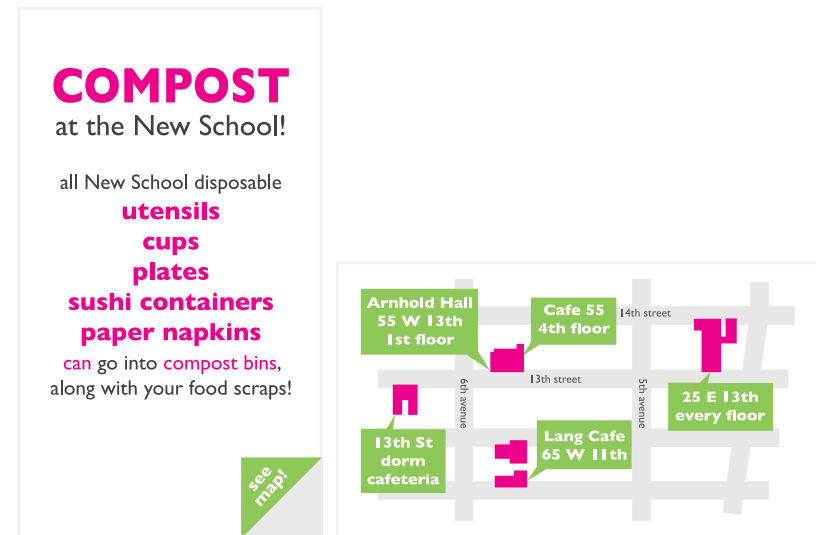 COMPOST
at the New School!
all New School disposable
utensils
cups
plates
sushi containers
paper napkins
can go into compost bins,
along with your food scraps!
see
map!
Arnhold Hall
55 W 13th
1st floor
Cafe 55
4th floor
14th street
13th street
6th avenue
5th avenue
25 E 13th
every floor
13th St
dorm
cafeteria
Lang Cafe
65 W 11th